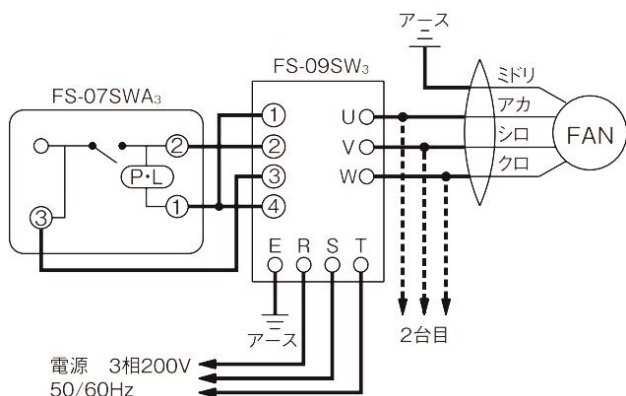 アース
FS-09SW₃
ミドリ
FS-07SWA₃
アカ
①
U
シロ
FAN
②
②
V
P・L
③
W
クロ
①
④
③
E R S T
アース
2台目
電源 3相200V
50/60Hz